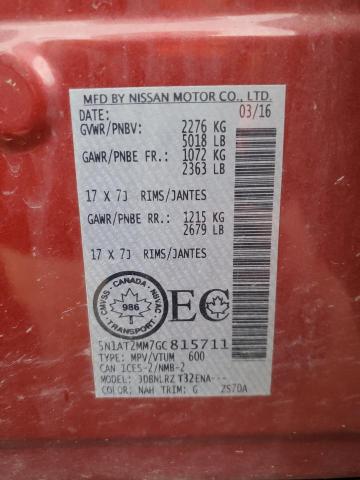 MFD BY NISSAN MOTOR CO., LTD.
DATE: 03/16
GVWR/PNBV: 2276 KG
5018 LB
GAWR/PNBE FR.: 1072 KG
2363 LB
17 X 7J RIMS/JANTES
GAWR/PNBE RR.: 1215 KG
2679 LB
17 X 7J RIMS/JANTES
CMVSS - CANADA - NSVAC
986
TRANSPORT
EC
5N1AT2MM7GC815711
TYPE: MPV/VTUM 600
CAN ICES-2/NMB-2
MODEL: JDBNLRZ T32ENA---
COLOR: NAH TRIM: G 2S70A